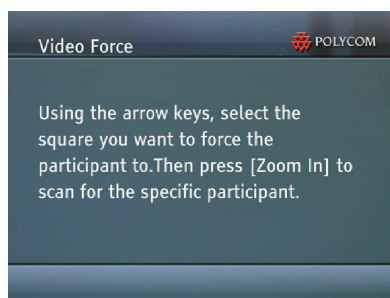 Video Force
POLYCOM
Using the arrow keys, select the
square you want to force the
participant to.Then press [Zoom In] to
scan for the specific participant.